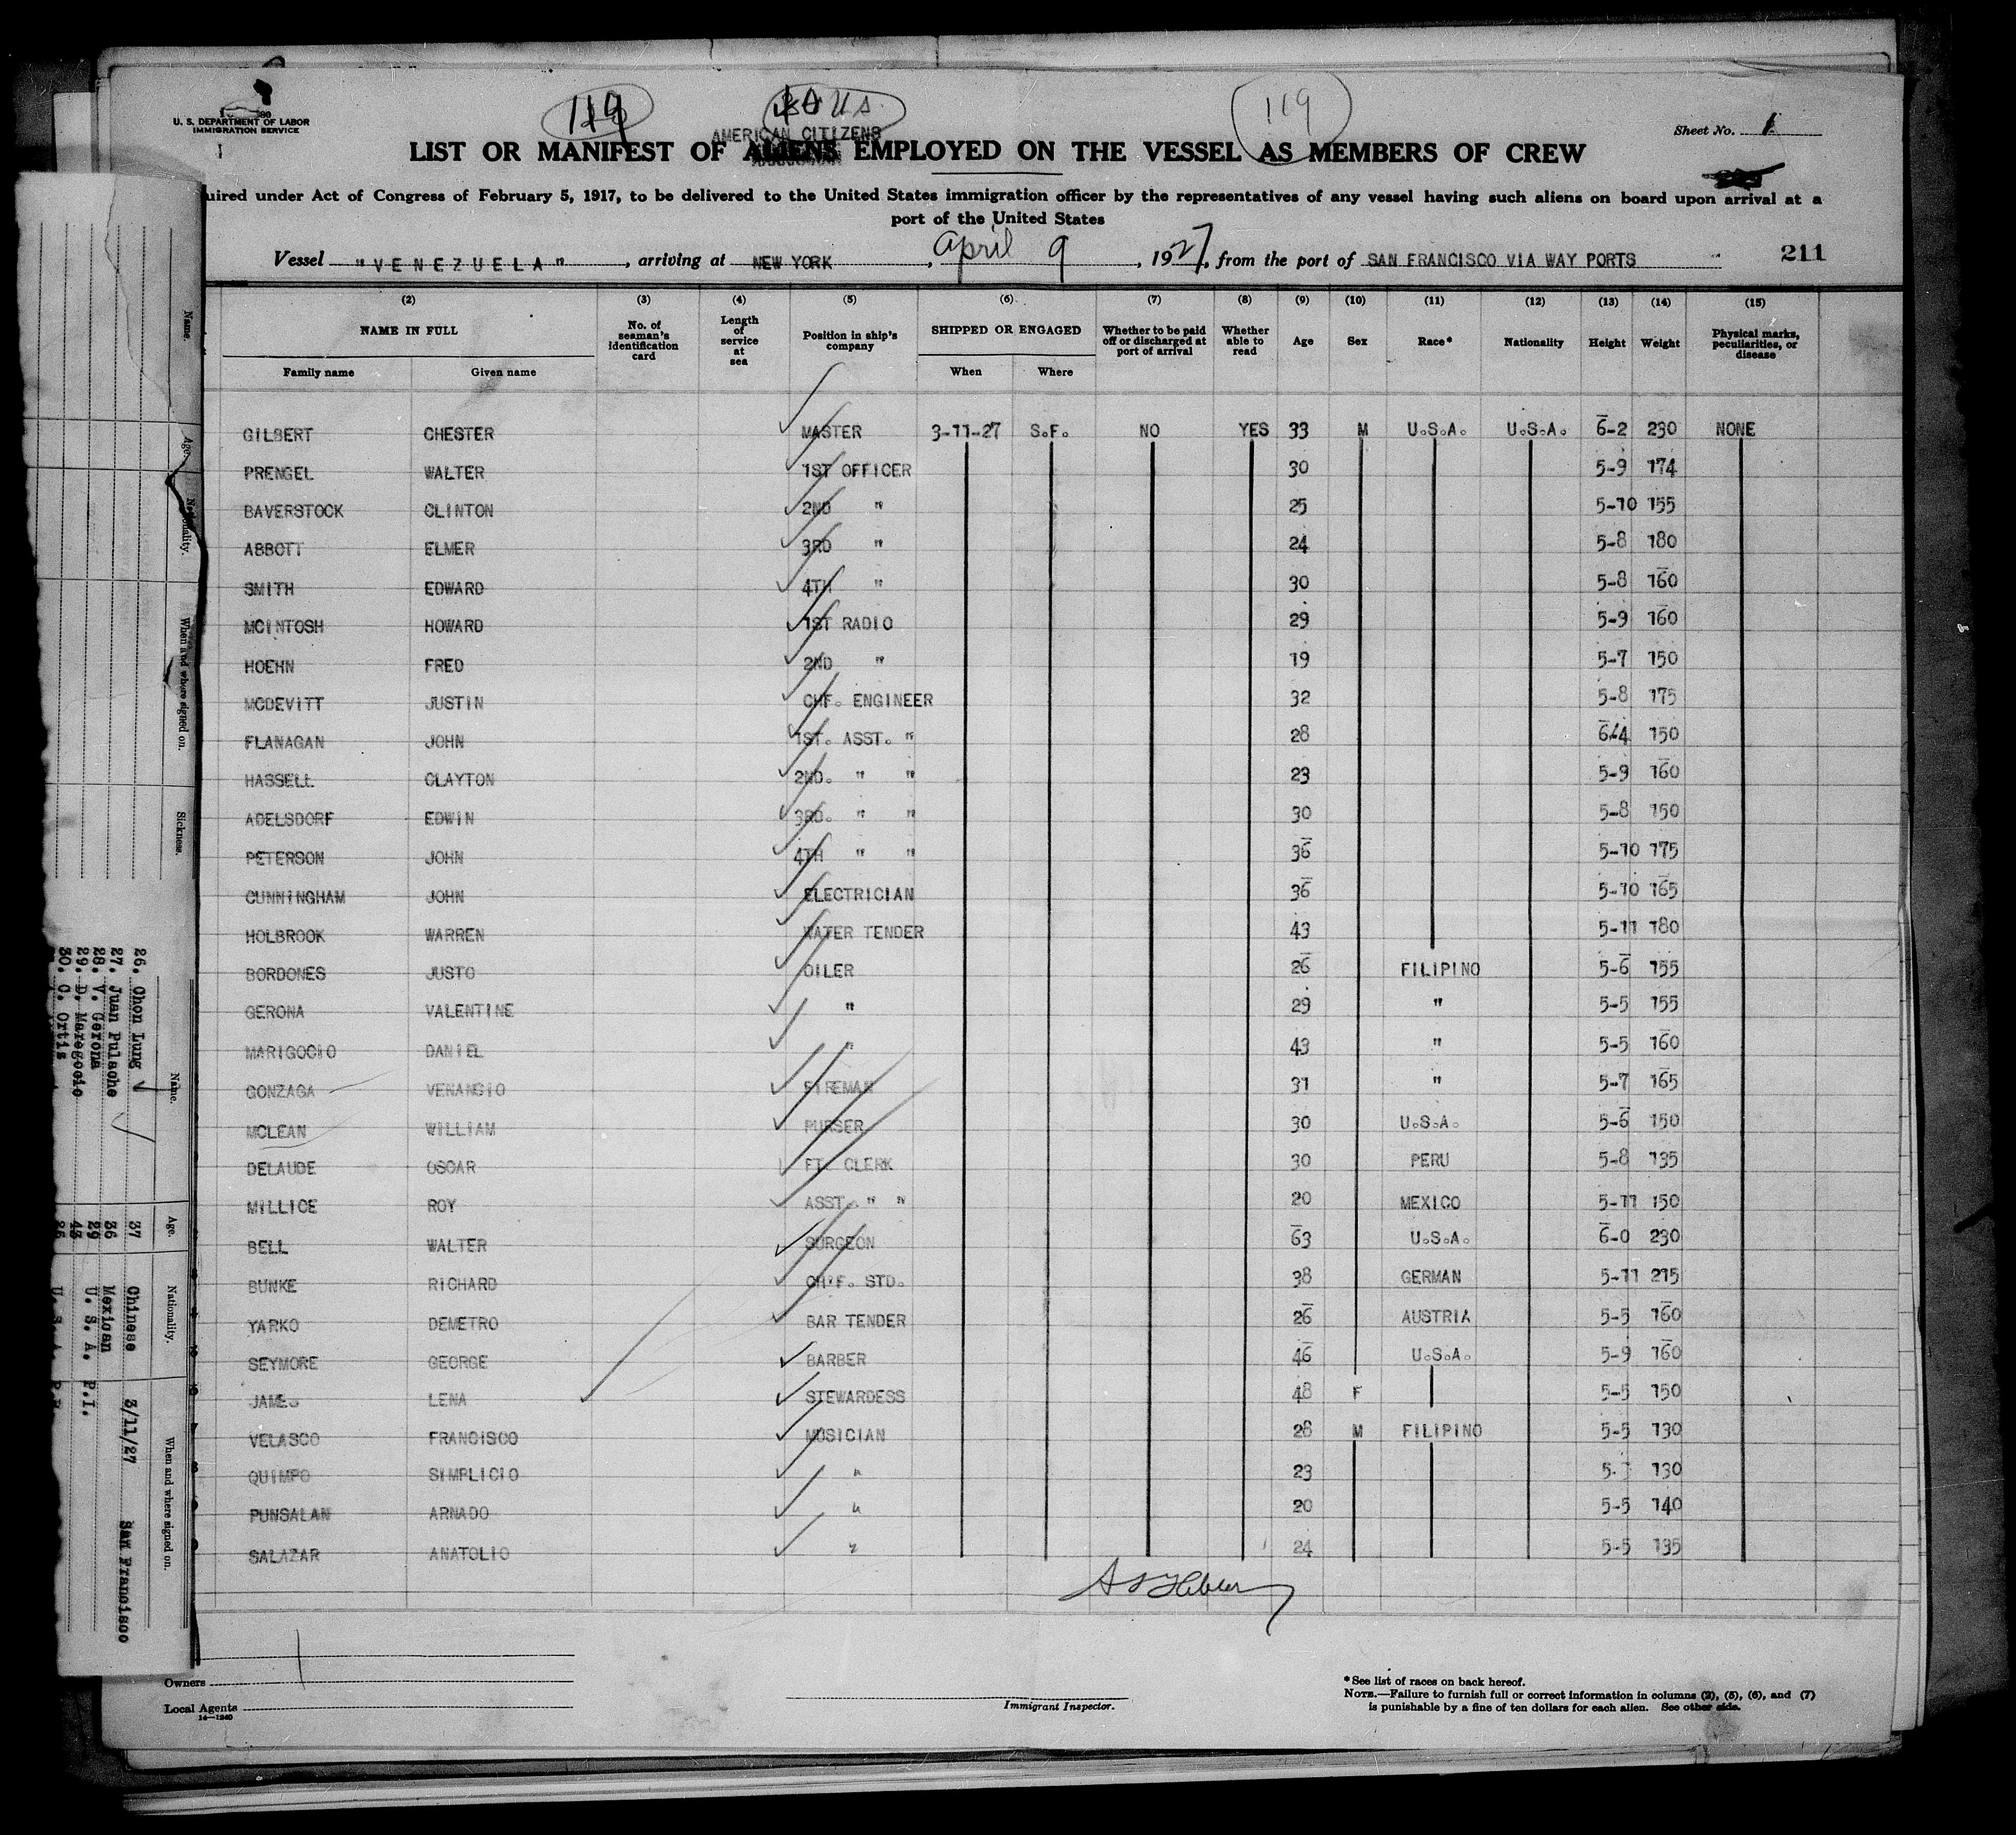 U. S. DEPARTMENT OF LABOR
IMMIGRATION SERVICE
119
U.S.
119
Sheet No. 1
AMERICAN CITIZENS
LIST OR MANIFEST OF ALIENS EMPLOYED ON THE VESSEL AS MEMBERS OF CREW
uired under Act of Congress of February 5, 1917, to be delivered to the United States immigration officer by the representatives of any vessel having such aliens on board upon arrival at a
port of the United States
Vessel "VENEZUELA", arriving at NEW YORK, April 9, 1927, from the port of SAN FRANCISCO VIA WAY PORTS 211
(2) (3) (4) (5) (6) (7) (8) (9) (10) (11) (12) (13) (14) (15)
NAME IN FULL No. of seaman's identification card Length of service at sea Position in ship's company SHIPPED OR ENGAGED Whether to be paid off or discharged at port of arrival Whether able to read Age Sex Race* Nationality Height Weight Physical marks, peculiarities, or disease
Family name Given name When Where
GILBERT CHESTER MASTER 3-11-27 S.F. NO YES 33 M U.S.A. U.S.A. 6-2 230 NONE
PRENGEL WALTER 1ST OFFICER 30 5-9 174
BAVERSTOCK CLINTON 2ND " 25 5-10 155
ABBOTT ELMER 3RD " 24 5-8 180
SMITH EDWARD 4TH " 30 5-8 160
MCINTOSH HOWARD 1ST RADIO 29 5-9 160
HOEHN FRED 2ND " 19 5-7 150
MCDEVITT JUSTIN CHF. ENGINEER 32 5-8 175
FLANAGAN JOHN 1ST. ASST. " 28 6-4 150
HASSELL CLAYTON 2ND. " " 23 5-9 160
ADELSDORF EDWIN 3RD. " " 30 5-8 150
PETERSON JOHN 4TH " " 36 5-10 175
CUNNINGHAM JOHN ELECTRICIAN 36 5-10 165
HOLBROOK WARREN WATER TENDER 43 5-11 180
BORDONES JUSTO OILER 26 FILIPINO 5-6 155
GERONA VALENTINE " 29 " 5-5 155
MARIGOCIO DANIEL " 43 " 5-5 160
GONZAGA VENANCIO FIREMAN 31 " 5-7 165
MCLEAN WILLIAM PURSER 30 U.S.A. 5-6 150
DELAUDE OSCAR FT. CLERK 30 PERU 5-8 135
MILLICE ROY ASST. " " 20 MEXICO 5-11 150
BELL WALTER SURGEON 63 U.S.A. 6-0 230
BUNKE RICHARD CHF. STD. 38 GERMAN 5-11 215
YARKO DEMETRO BAR TENDER 26 AUSTRIA 5-5 160
SEYMORE GEORGE BARBER 46 U.S.A. 5-9 160
JAMES LENA STEWARDESS 48 F 5-5 150
VELASCO FRANCISCO MUSICIAN 28 M FILIPINO 5-5 130
QUIMPO SIMPLICIO " 23 130
PUNSALAN ARNADO " 20 5-5 140
SALAZAR ANATOLIO " 24 5-5 135
Owners
Local Agents
14—1240
Immigrant Inspector.
*See list of races on back hereof.
NOTE.—Failure to furnish full or correct information in columns (2), (5), (6), and (7)
is punishable by a fine of ten dollars for each alien. See other side.
Name. Age. Nationality. When and where signed on. Sickness.
Name. Age. Nationality. When and where signed on.
26. Chon Lung 37 Chinese 3/11/27 San Francisco
27. Juan Pulache 36 Mexican
28. V. Gerona 29 U. S. A. P.I.
29. D. Maregocio 43
30. C. Ortis